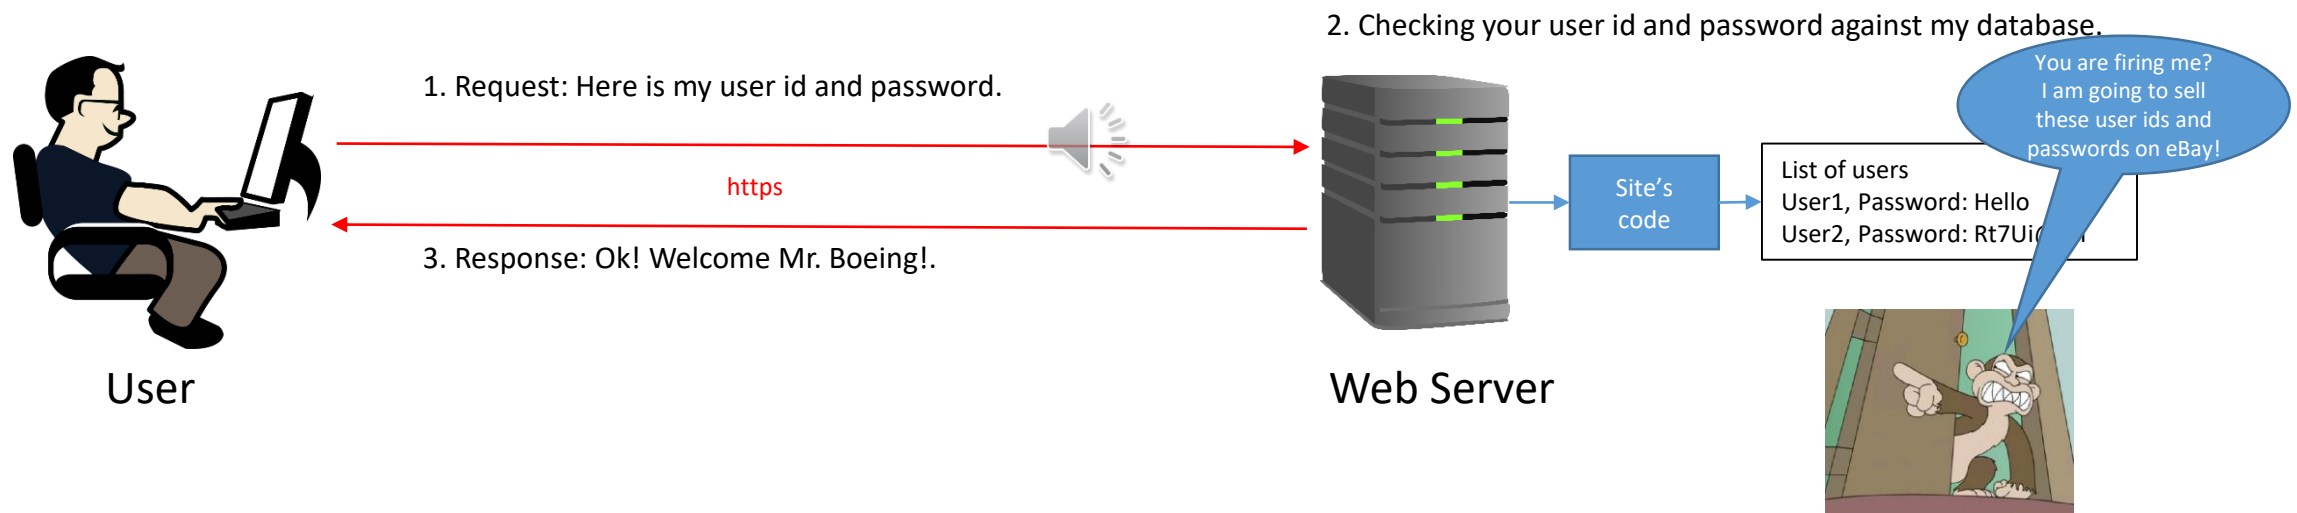 2. Checking your user id and password against my database.
You are firing me?
I am going to sell
these user ids and
passwords on eBay!
1. Request: Here is my user id and password.
https
3. Response: Ok! Welcome Mr. Boeing!.
Site's
code
List of users
User1, Password: Hello
User2, Password:
User
Web Server